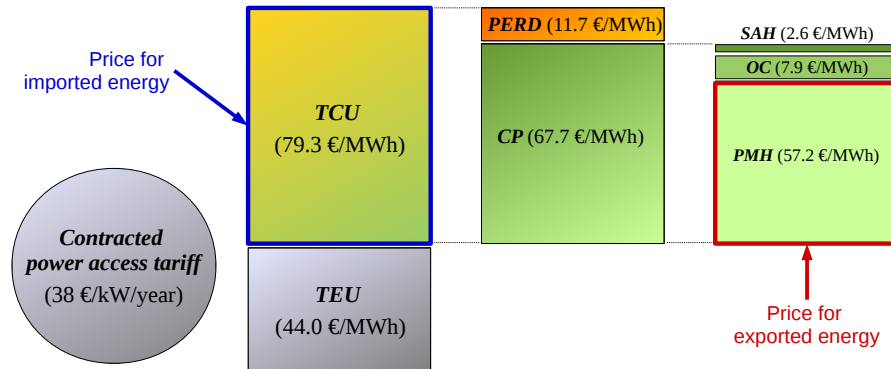 Price for
imported energy
TCU
(79.3 €/MWh)
PERD (11.7 €/MWh)
CP (67.7 €/MWh)
SAH (2.6 €/MWh)
OC (7.9 €/MWh)
PMH (57.2 €/MWh)
Contracted
power access tariff
(38 €/kW/year)
TEU
(44.0 €/MWh)
Price for
exported energy